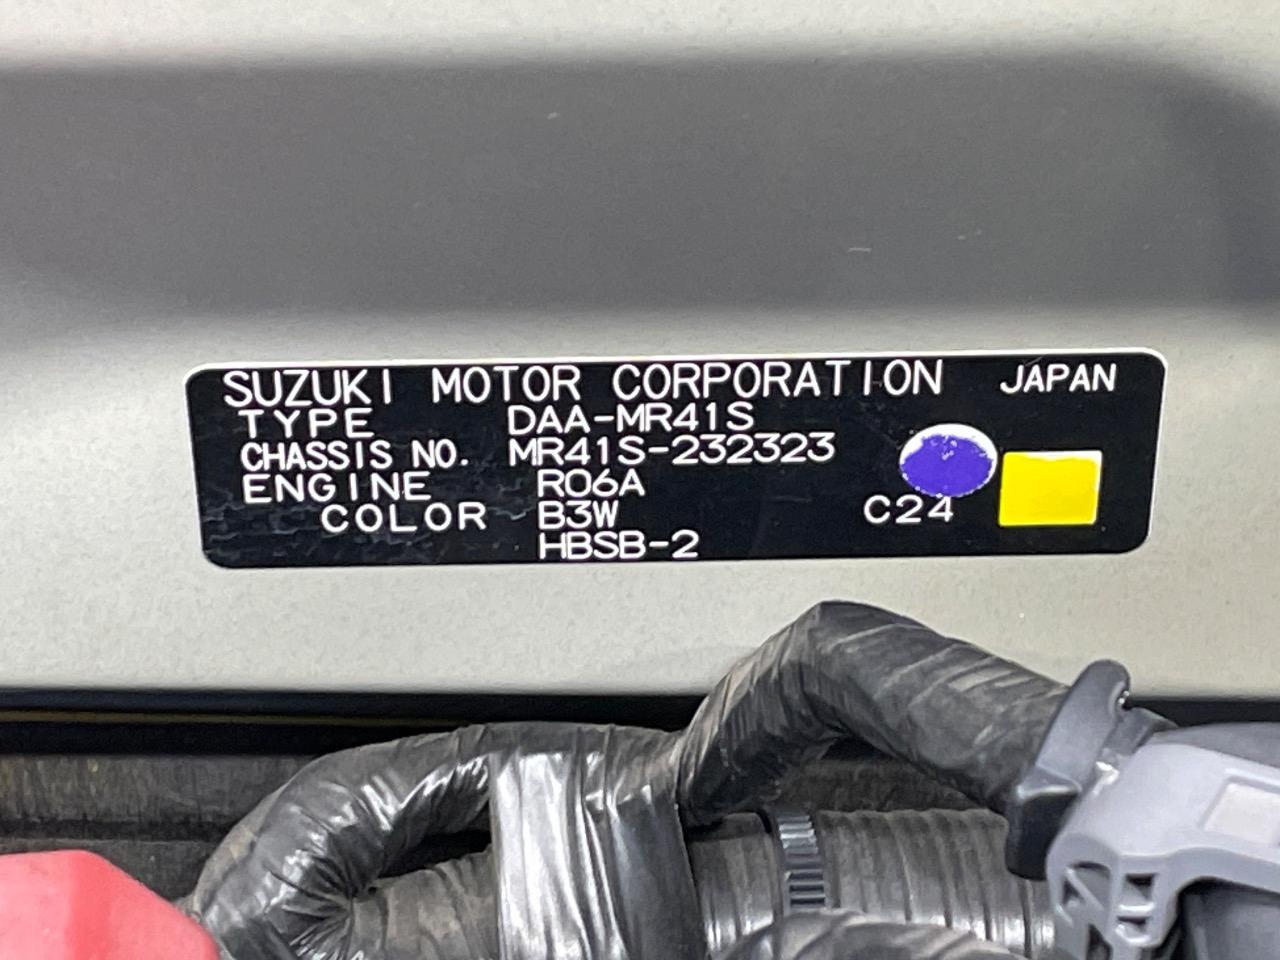 SUZUKI MOTOR CORPORATION JAPAN
TYPE DAA-MR41S
CHASSIS NO. MR41S-232323
ENGINE R06A
COLOR B3W C24
HBSB-2